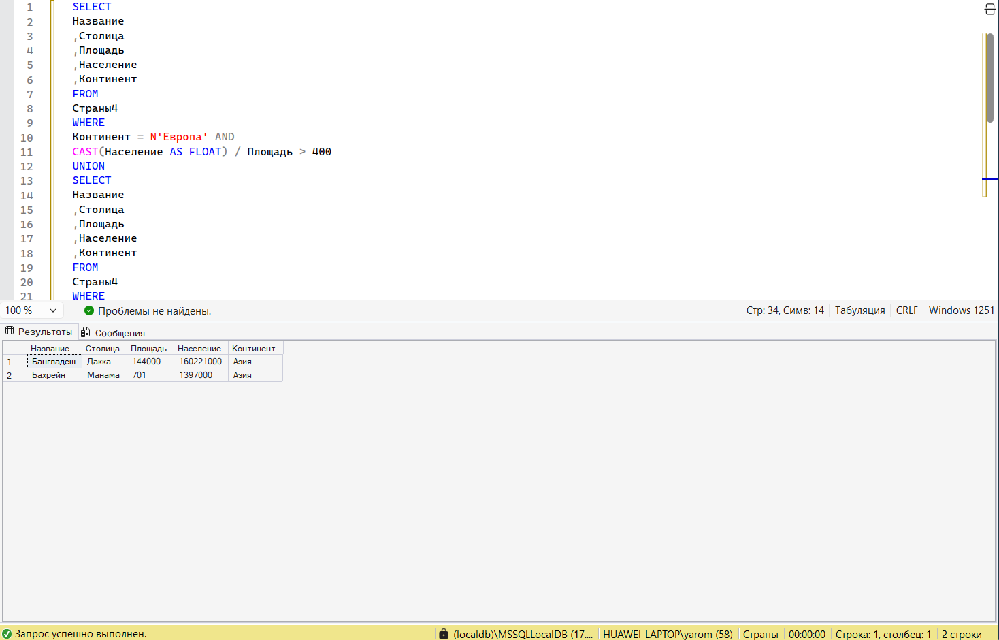 1 SELECT
2 Название
3 ,Столица
4 ,Площадь
5 ,Население
6 ,Континент
7 FROM
8 Страны4
9 WHERE
10 Континент = N'Европа' AND
11 CAST(Население AS FLOAT) / Площадь > 400
12 UNION
13 SELECT
14 Название
15 ,Столица
16 ,Площадь
17 ,Население
18 ,Континент
19 FROM
20 Страны4
21 WHERE
100 % Проблемы не найдены. Стр: 34, Симв: 14 Табуляция CRLF Windows 1251
Результаты Сообщения
Название Столица Площадь Население Континент
1 Бангладеш Дакка 144000 160221000 Азия
2 Бахрейн Манама 701 1397000 Азия
Запрос успешно выполнен. (localdb)\MSSQLLocalDB (17.... HUAWEI_LAPTOP\yarom (58) Страны 00:00:00 Строка: 1, столбец: 1 2 строки